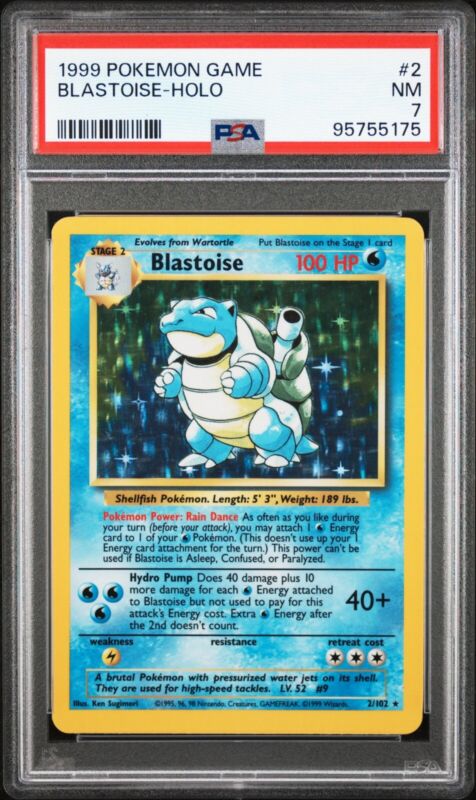 1999 POKEMON GAME #2
BLASTOISE-HOLO NM
7
PSA 95755175
STAGE 2 Evolves from Wartortle Put Blastoise on the Stage 1 card
Blastoise 100 HP
Shellfish Pokémon. Length: 5' 3", Weight: 189 lbs.
Pokémon Power: Rain Dance As often as you like during
your turn (before your attack), you may attach 1 Energy
card to 1 of your Pokémon. (This doesn't use up your 1
Energy card attachment for the turn.) This power can't be used
if Blastoise is Asleep, Confused, or Paralyzed.
Hydro Pump Does 40 damage plus 10
more damage for each Energy attached
to Blastoise but not used to pay for this
attack's Energy cost. Extra Energy after
the 2nd doesn't count.
40+
weakness resistance retreat cost
A brutal Pokémon with pressurized water jets on its shell.
They are used for high-speed tackles. LV. 52 #9
Illus. Ken Sugimori ©1995, 96, 98 Nintendo, Creatures, GAMEFREAK. ©1999 Wizards. 2/102 ★
PSA